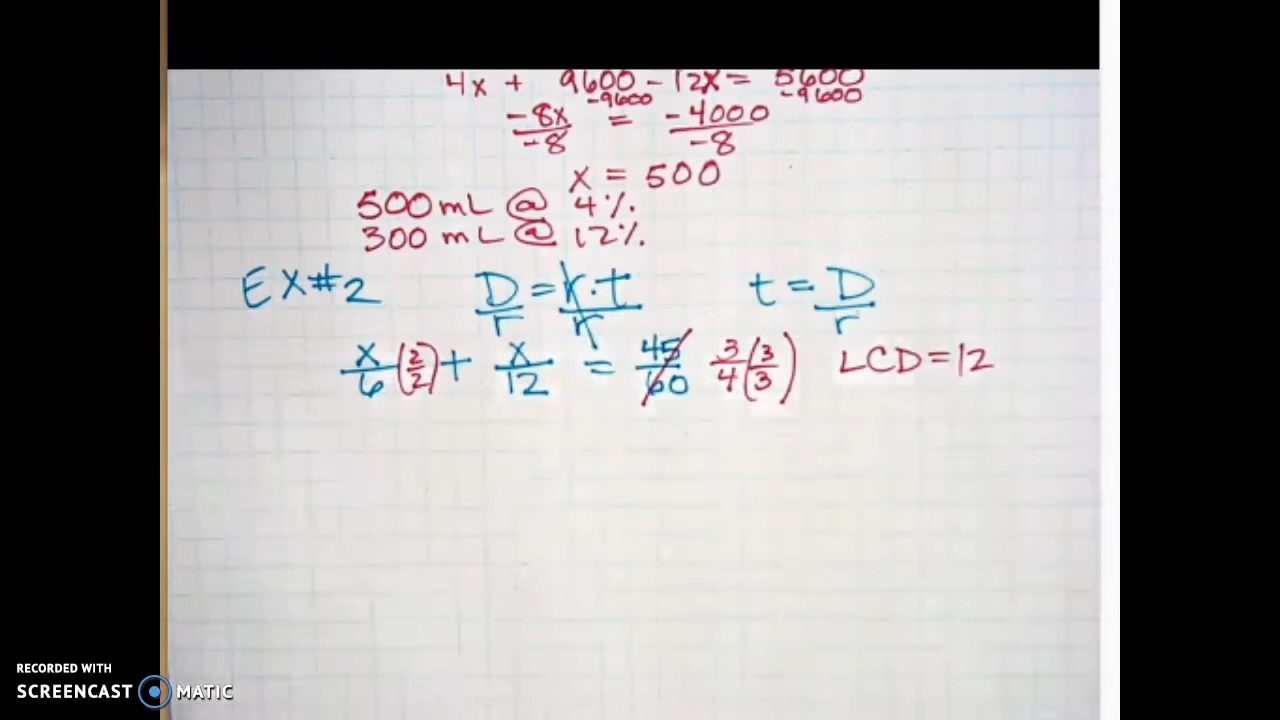 4x + 9600 - 12x = 5600
-9600 -9600
-8x = -4000
-8 -8
x = 500
500 mL @ 4%.
300 mL @ 12%.
EX#2 D/r = r·t/r t = D/r
x/6 (2/2) + x/12 = 45/60 3/4 (3/3) LCD = 12
RECORDED WITH
SCREENCAST MATIC